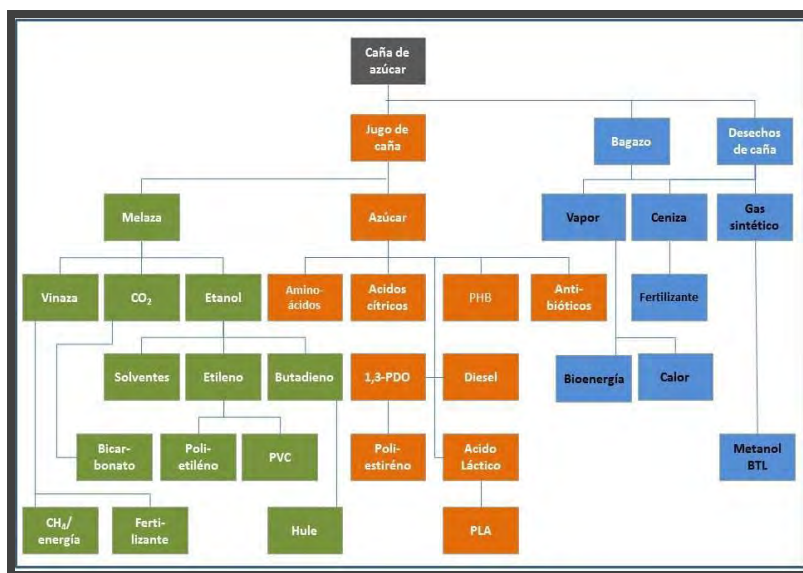 Caña de
azúcar
Jugo de
caña
Bagazo
Desechos
de caña
Melaza
Azúcar
Vapor
Ceniza
Gas
sintético
Vinaza
CO₂
Etanol
Amino-
ácidos
Acidos
cítricos
PHB
Anti-
bióticos
Fertilizante
Solventes
Etileno
Butadieno
1,3-PDO
Diesel
Bioenergía
Calor
Bicar-
bonato
Poli-
etiléno
PVC
Poli-
estiréno
Acido
Láctico
Metanol
BTL
CH₄/
energía
Ferti-
lizante
Hule
PLA